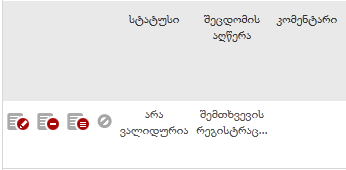 სტატუსი
შეცდომის
აღწერა
კომენტარი
არა
ვალიდურია
შემთხვევის
რეგისტრაც...